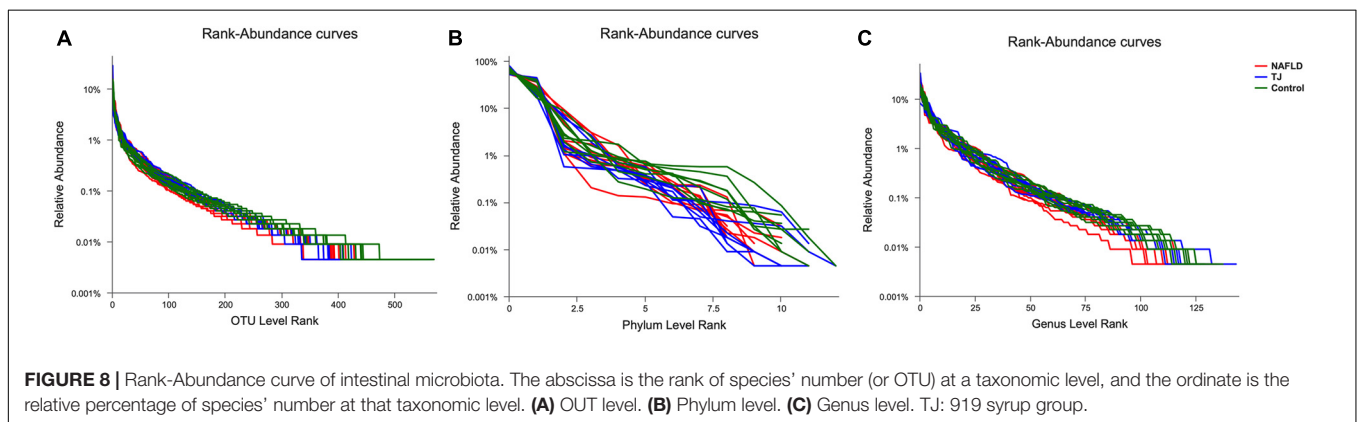 A
Rank-Abundance curves
10%
1%
0.1%
0.01%
0.001%
Relative Abundance
0
100
200
300
400
500
OTU Level Rank
B
Rank-Abundance curves
100%
10%
1%
0.1%
0.01%
0.001%
Relative Abundance
0
2.5
5
7.5
10
Phylum Level Rank
C
Rank-Abundance curves
10%
1%
0.1%
0.01%
0.001%
Relative Abundance
0
25
50
75
100
125
Genus Level Rank
NAFLD
TJ
Control
FIGURE 8 | Rank-Abundance curve of intestinal microbiota. The abscissa is the rank of species' number (or OTU) at a taxonomic level, and the ordinate is the
relative percentage of species' number at that taxonomic level. (A) OUT level. (B) Phylum level. (C) Genus level. TJ: 919 syrup group.